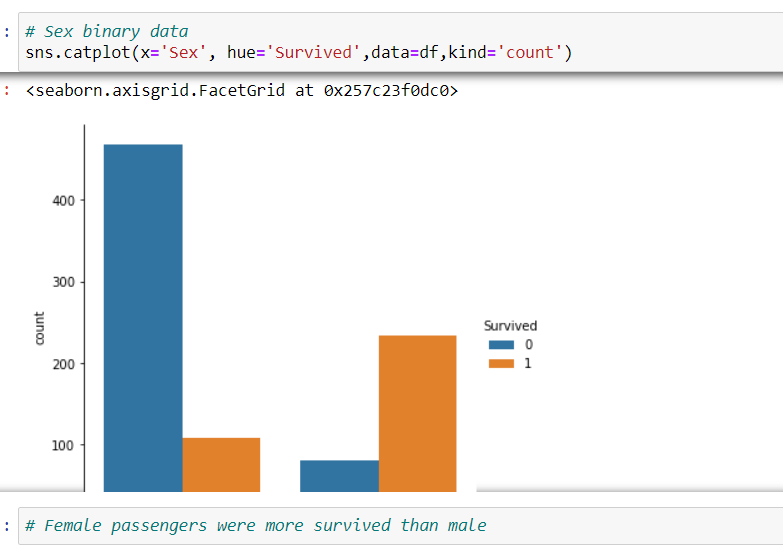 : # Sex binary data
sns.catplot(x='Sex', hue='Survived',data=df,kind='count')
: <seaborn.axisgrid.FacetGrid at 0x257c23f0dc0>
400
300
200
100
count
Survived
0
1
: # Female passengers were more survived than male